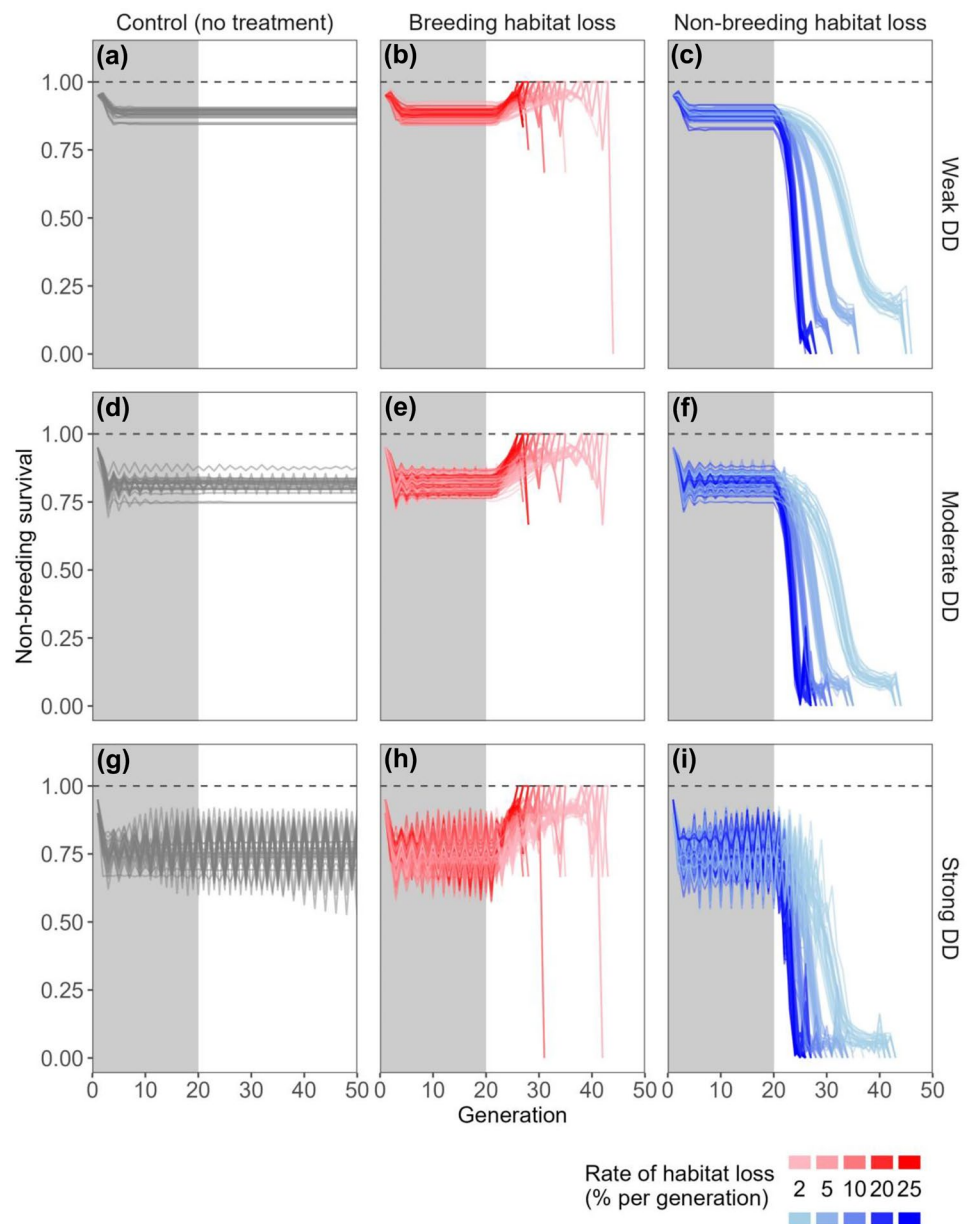 Control (no treatment) Breeding habitat loss Non-breeding habitat loss
(a) (b) (c)
1.00
0.75
0.50
0.25
0.00
Weak DD
(d) (e) (f)
1.00
0.75
0.50
0.25
0.00
Moderate DD
Non-breeding survival
(g) (h) (i)
1.00
0.75
0.50
0.25
0.00
Strong DD
0 10 20 30 40 50 0 10 20 30 40 50 0 10 20 30 40 50
Generation
Rate of habitat loss
(% per generation)
2 5 10 20 25